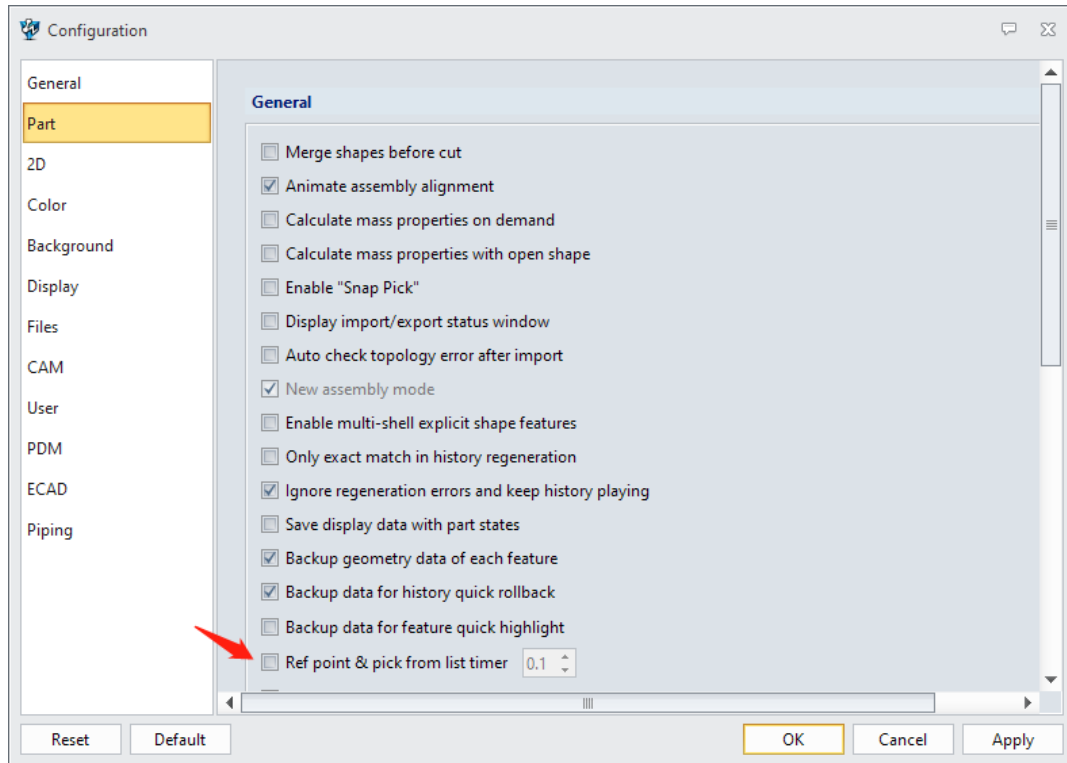 Configuration
General
Part
2D
Color
Background
Display
Files
CAM
User
PDM
ECAD
Piping
General
Merge shapes before cut
Animate assembly alignment
Calculate mass properties on demand
Calculate mass properties with open shape
Enable "Snap Pick"
Display import/export status window
Auto check topology error after import
New assembly mode
Enable multi-shell explicit shape features
Only exact match in history regeneration
Ignore regeneration errors and keep history playing
Save display data with part states
Backup geometry data of each feature
Backup data for history quick rollback
Backup data for feature quick highlight
Ref point & pick from list timer 0.1
Reset Default OK Cancel Apply